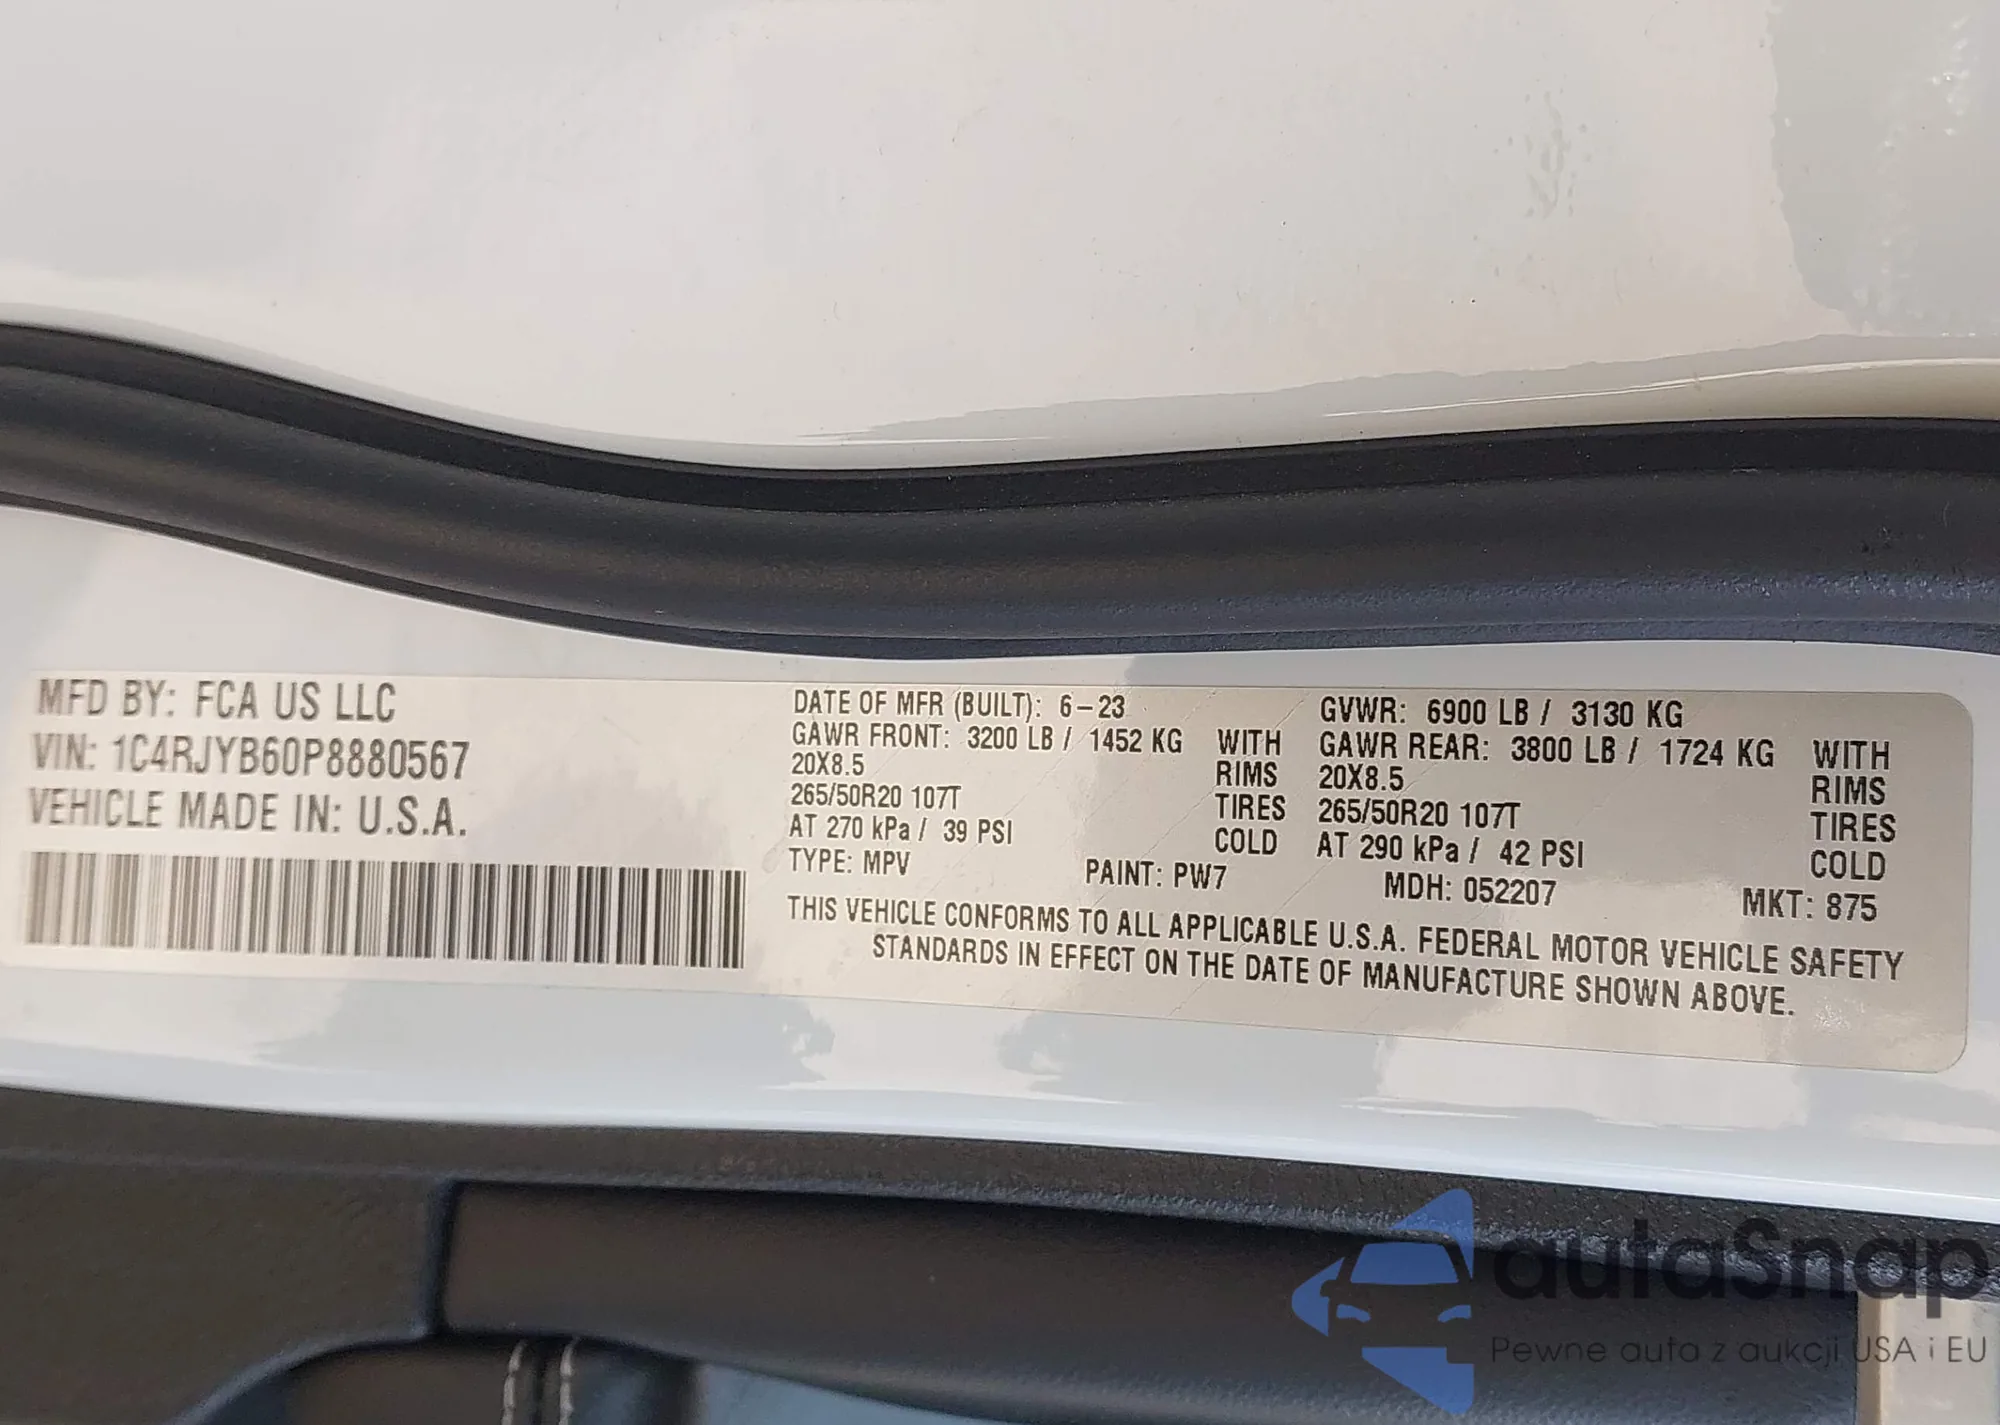 MFD BY: FCA US LLC
VIN: 1C4RJYB60P8880567
VEHICLE MADE IN: U.S.A.
DATE OF MFR (BUILT): 6-23
GAWR FRONT: 3200 LB / 1452 KG WITH
20X8.5 RIMS
265/50R20 107T TIRES
AT 270 kPa / 39 PSI COLD
GVWR: 6900 LB / 3130 KG
GAWR REAR: 3800 LB / 1724 KG WITH
20X8.5 RIMS
265/50R20 107T TIRES
AT 290 kPa / 42 PSI COLD
TYPE: MPV PAINT: PW7 MDH: 052207 MKT: 875
THIS VEHICLE CONFORMS TO ALL APPLICABLE U.S.A. FEDERAL MOTOR VEHICLE SAFETY
STANDARDS IN EFFECT ON THE DATE OF MANUFACTURE SHOWN ABOVE.
autaSnap
Pewne auta z aukcji USA i EU